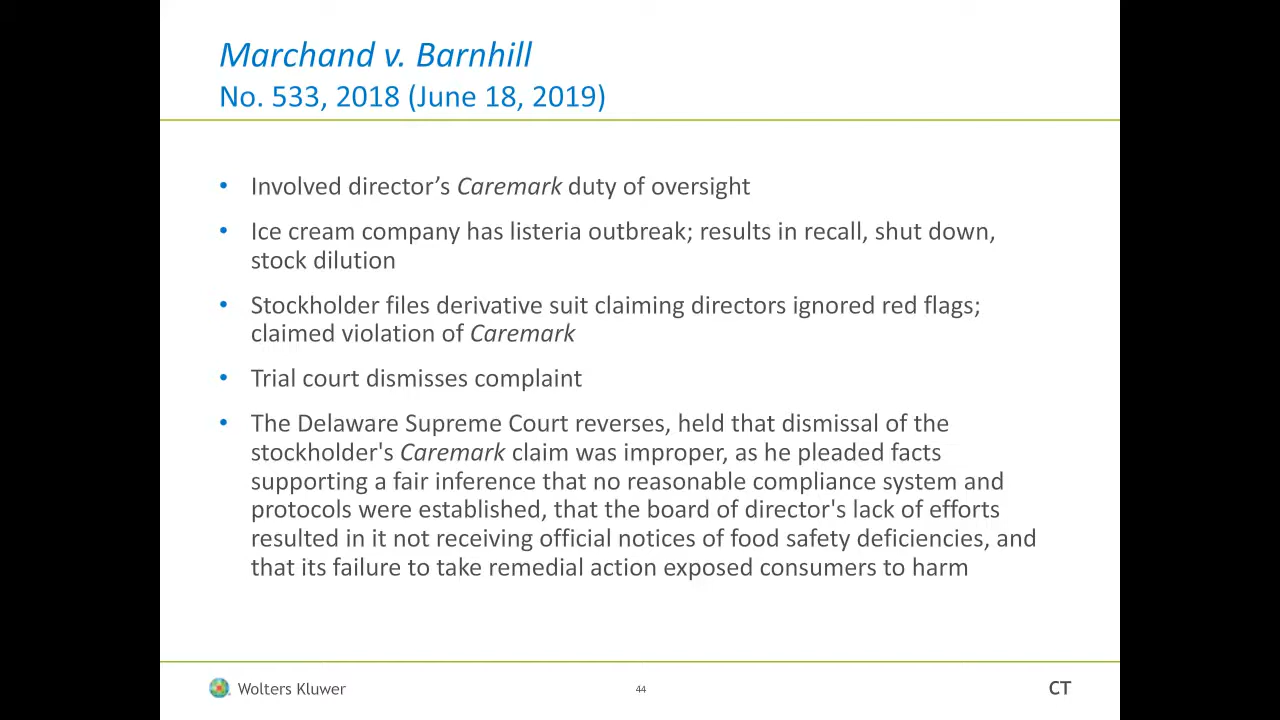 Marchand v. Barnhill
No. 533, 2018 (June 18, 2019)
• Involved director’s Caremark duty of oversight
• Ice cream company has listeria outbreak; results in recall, shut down,
stock dilution
• Stockholder files derivative suit claiming directors ignored red flags;
claimed violation of Caremark
• Trial court dismisses complaint
• The Delaware Supreme Court reverses, held that dismissal of the
stockholder's Caremark claim was improper, as he pleaded facts
supporting a fair inference that no reasonable compliance system and
protocols were established, that the board of director's lack of efforts
resulted in it not receiving official notices of food safety deficiencies, and
that its failure to take remedial action exposed consumers to harm
Wolters Kluwer
44
CT